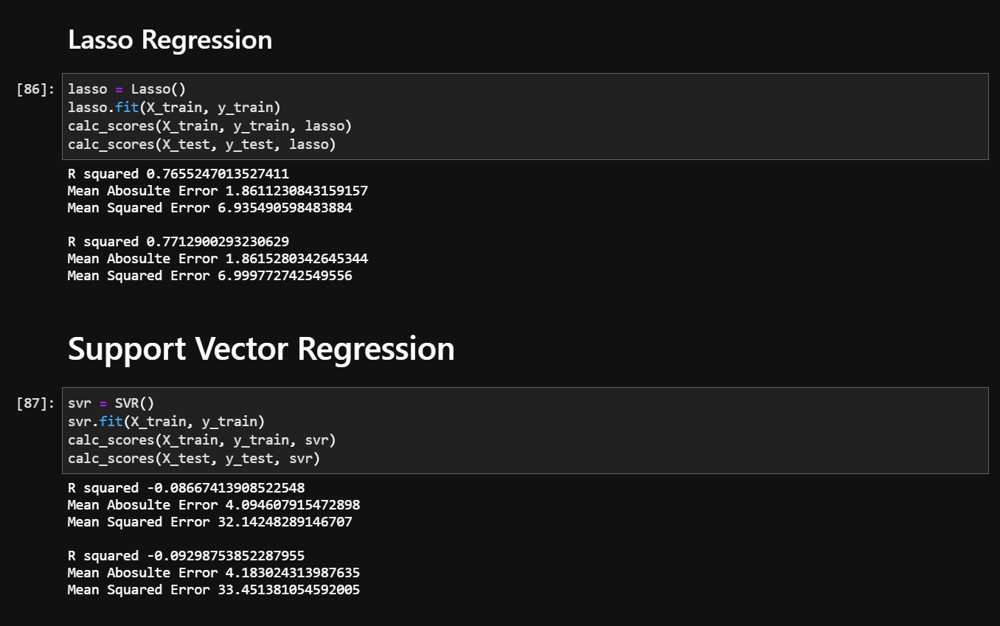 Lasso Regression
[86]:
lasso = Lasso()
lasso.fit(X_train, y_train)
calc_scores(X_train, y_train, lasso)
calc_scores(X_test, y_test, lasso)
R squared 0.7655247013527411
Mean Abosulte Error 1.8611230843159157
Mean Squared Error 6.935490598483884
R squared 0.7712900293230629
Mean Abosulte Error 1.8615280342645344
Mean Squared Error 6.999772742549556
Support Vector Regression
[87]:
svr = SVR()
svr.fit(X_train, y_train)
calc_scores(X_train, y_train, svr)
calc_scores(X_test, y_test, svr)
R squared -0.08667413908522548
Mean Abosulte Error 4.094607915472898
Mean Squared Error 32.14248289146707
R squared -0.09298753852287955
Mean Abosulte Error 4.183024313987635
Mean Squared Error 33.451381054592005